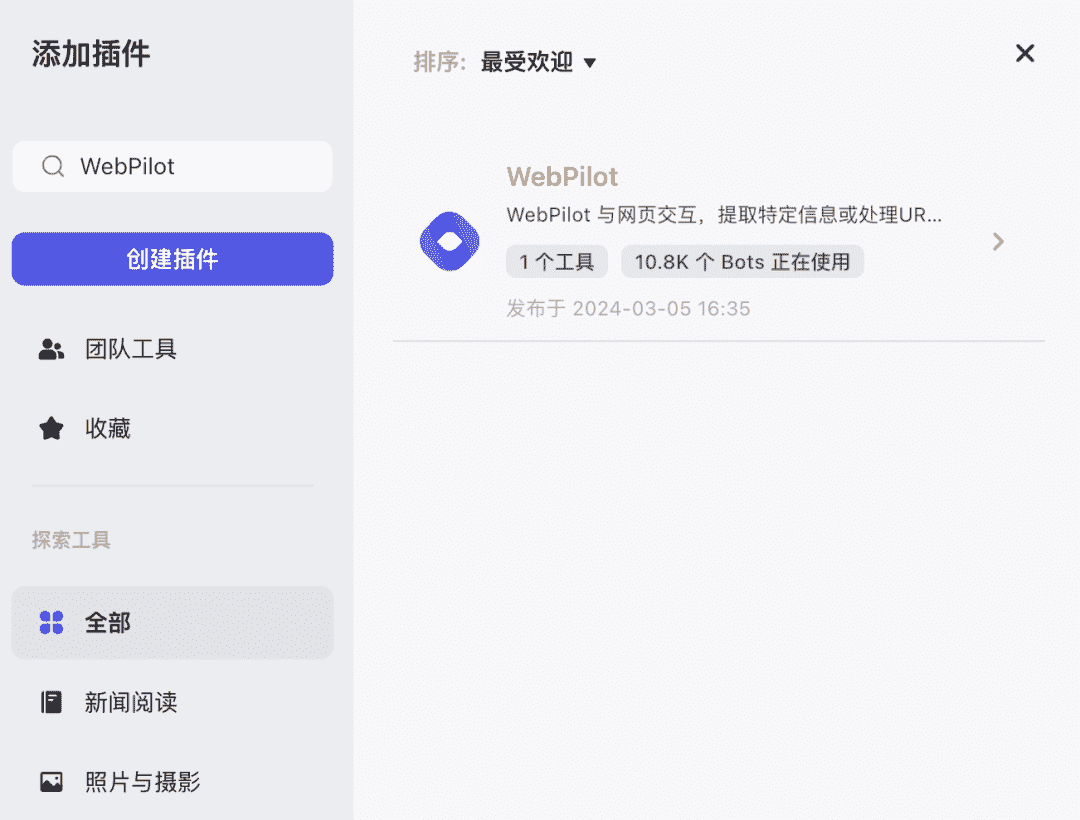 添加插件
WebPilot
创建插件
团队工具
收藏
探索工具
全部
新闻阅读
照片与摄影
排序: 最受欢迎
WebPilot
WebPilot 与网页交互，提取特定信息或处理UR...
1 个工具 10.8K 个 Bots 正在使用
发布于 2024-03-05 16:35